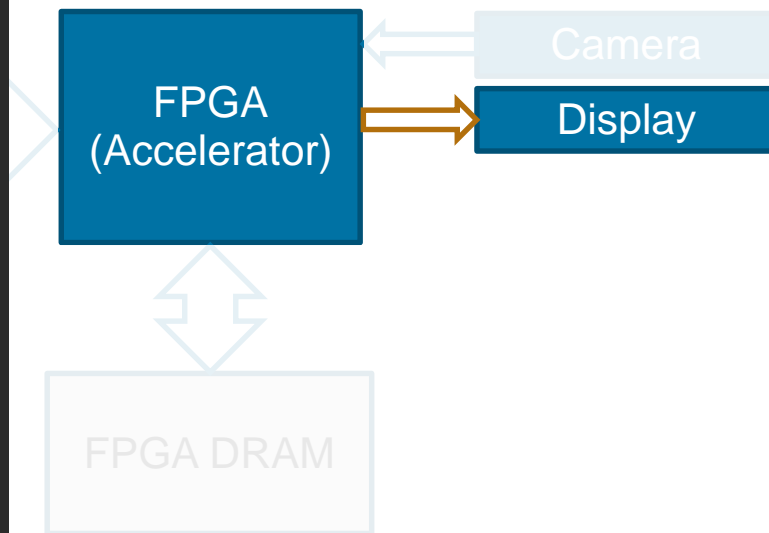 Camera
FPGA
(Accelerator)
Display
FPGA DRAM